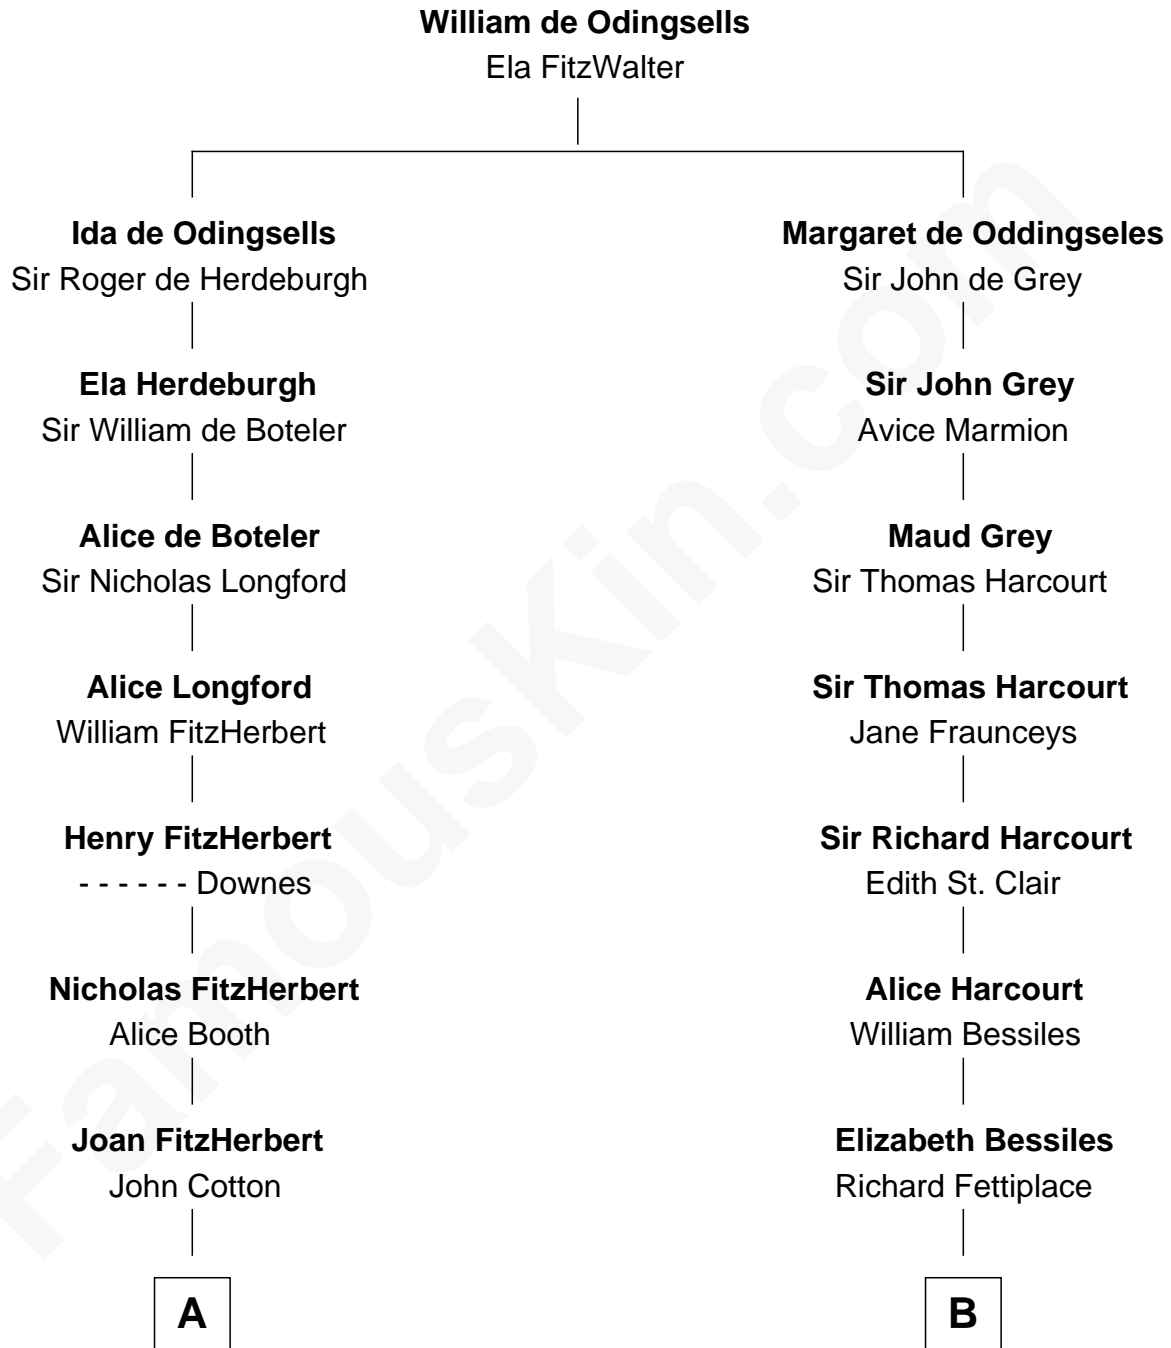 William de Odingsells
Ela FitzWalter
Ida de Odingsells
Sir Roger de Herdeburgh
Ela Herdeburgh
Sir William de Boteler
Alice de Boteler
Sir Nicholas Longford
Alice Longford
William FitzHerbert
Henry FitzHerbert
- - - - - - Downes
Nicholas FitzHerbert
Alice Booth
Joan FitzHerbert
John Cotton
A
Margaret de Oddingseles
Sir John de Grey
Sir John Grey
Avice Marmion
Maud Grey
Sir Thomas Harcourt
Sir Thomas Harcourt
Jane Fraunceys
Sir Richard Harcourt
Edith St. Clair
Alice Harcourt
William Bessiles
Elizabeth Bessiles
Richard Fettiplace
B
FamousKin.com